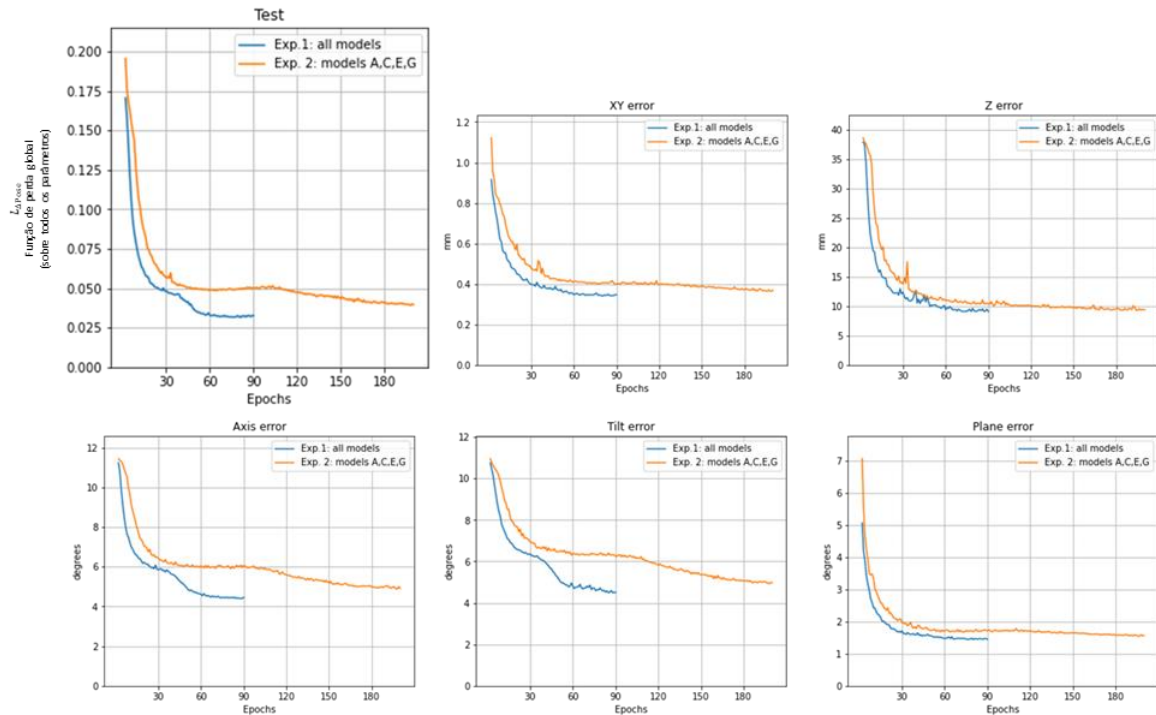 Test
L ΔPose
Função de perda global
(sobre todos os parâmetros)
0.200
0.175
0.150
0.125
0.100
0.075
0.050
0.025
0.000
Exp.1: all models
Exp. 2: models A,C,E,G
30 60 90 120 150 180
Epochs
XY error
mm
1.2
1.0
0.8
0.6
0.4
0.2
0.0
Exp.1: all models
Exp. 2: models A,C,E,G
30 60 90 120 150 180
Epochs
Z error
mm
40
35
30
25
20
15
10
5
0
Exp.1: all models
Exp. 2: models A,C,E,G
30 60 90 120 150 180
Epochs
Axis error
degrees
12
10
8
6
4
2
0
Exp.1: all models
Exp. 2: models A,C,E,G
30 60 90 120 150 180
Epochs
Tilt error
degrees
12
10
8
6
4
2
0
Exp.1: all models
Exp. 2: models A,C,E,G
30 60 90 120 150 180
Epochs
Plane error
degrees
7
6
5
4
3
2
1
0
Exp.1: all models
Exp. 2: models A,C,E,G
30 60 90 120 150 180
Epochs